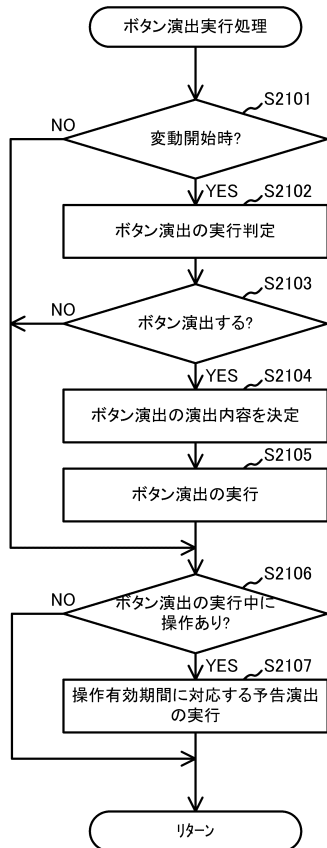 ボタン演出実行処理
S2101
NO
変動開始時?
YES
S2102
ボタン演出の実行判定
S2103
NO
ボタン演出する?
YES
S2104
ボタン演出の演出内容を決定
S2105
ボタン演出の実行
S2106
NO
ボタン演出の実行中に
操作あり?
YES
S2107
操作有効期間に対応する予告演出
の実行
リターン